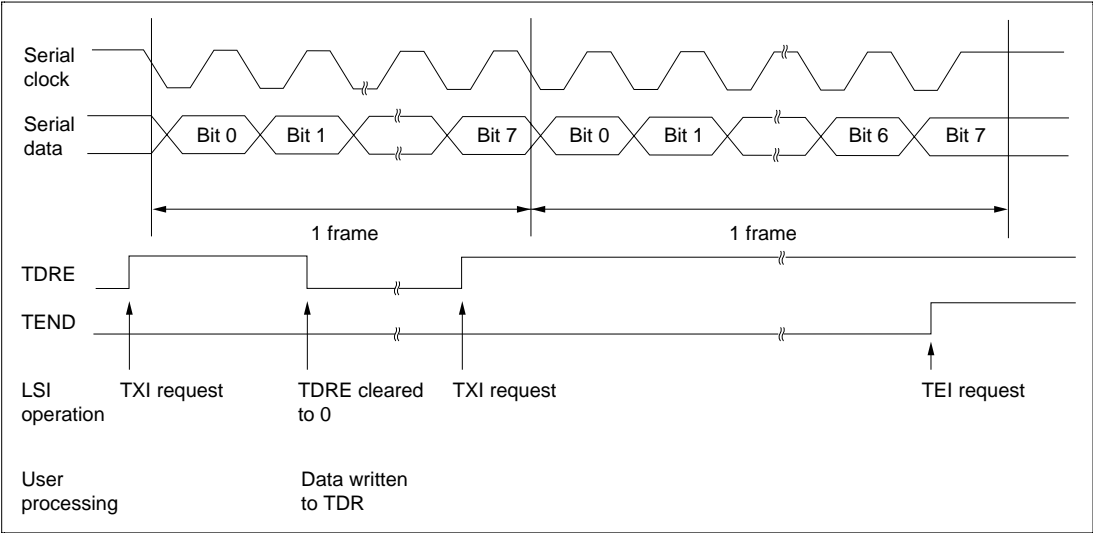 Serial
clock
Serial
data
Bit 0
Bit 1
Bit 7
Bit 0
Bit 1
Bit 6
Bit 7
1 frame
1 frame
TDRE
TEND
LSI
operation
TXI request
TDRE cleared
to 0
TXI request
TEI request
User
processing
Data written
to TDR